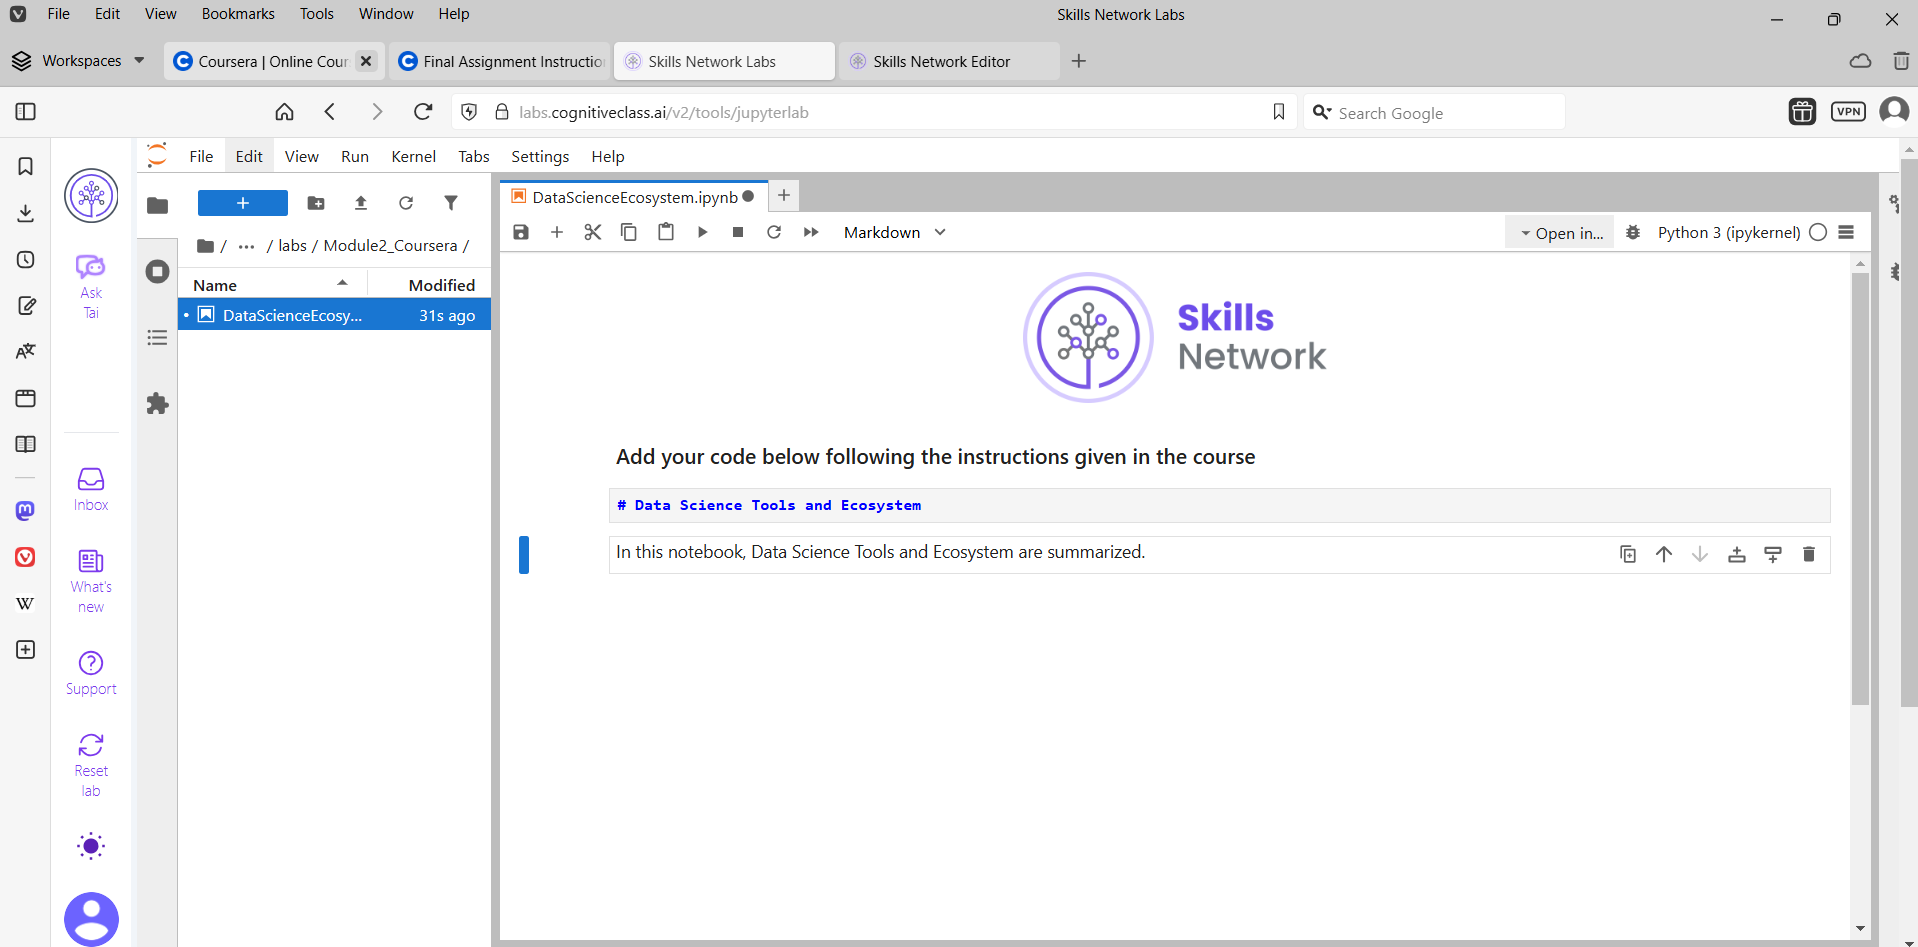 File Edit View Bookmarks Tools Window Help
Skills Network Labs
Workspaces
Coursera | Online Cour
Final Assignment Instructio
Skills Network Labs
Skills Network Editor
labs.cognitiveclass.ai/v2/tools/jupyterlab
Search Google
VPN
File Edit View Run Kernel Tabs Settings Help
Ask
Tai
Inbox
What's
new
Support
Reset
lab
/ ... / labs / Module2_Coursera /
Name Modified
DataScienceEcosy... 31s ago
DataScienceEcosystem.ipynb
Markdown
Open in...
Python 3 (ipykernel)
Skills
Network
Add your code below following the instructions given in the course
# Data Science Tools and Ecosystem
In this notebook, Data Science Tools and Ecosystem are summarized.